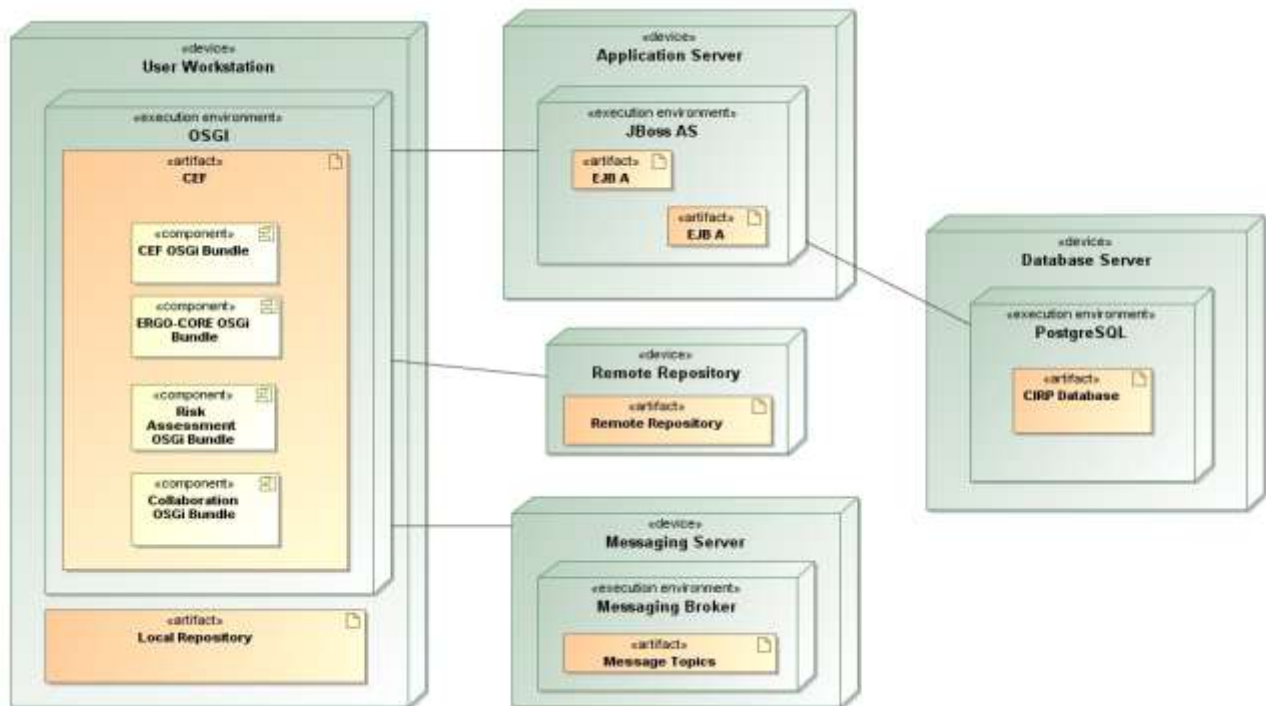 «device»
User Workstation
«execution environment»
OSGI
«artifact»
CEF
«component»
CEF OSGi Bundle
«component»
ERGO-CORE OSGi
Bundle
«component»
Risk
Assessment
OSGi Bundle
«component»
Collaboration
OSGi Bundle
«artifact»
Local Repository
«device»
Application Server
«execution environment»
JBoss AS
«artifact»
EJB A
«artifact»
EJB A
«device»
Remote Repository
«artifact»
Remote Repository
«device»
Messaging Server
«execution environment»
Messaging Broker
«artifact»
Message Topics
«device»
Database Server
«execution environment»
PostgreSQL
«artifact»
CIRP Database